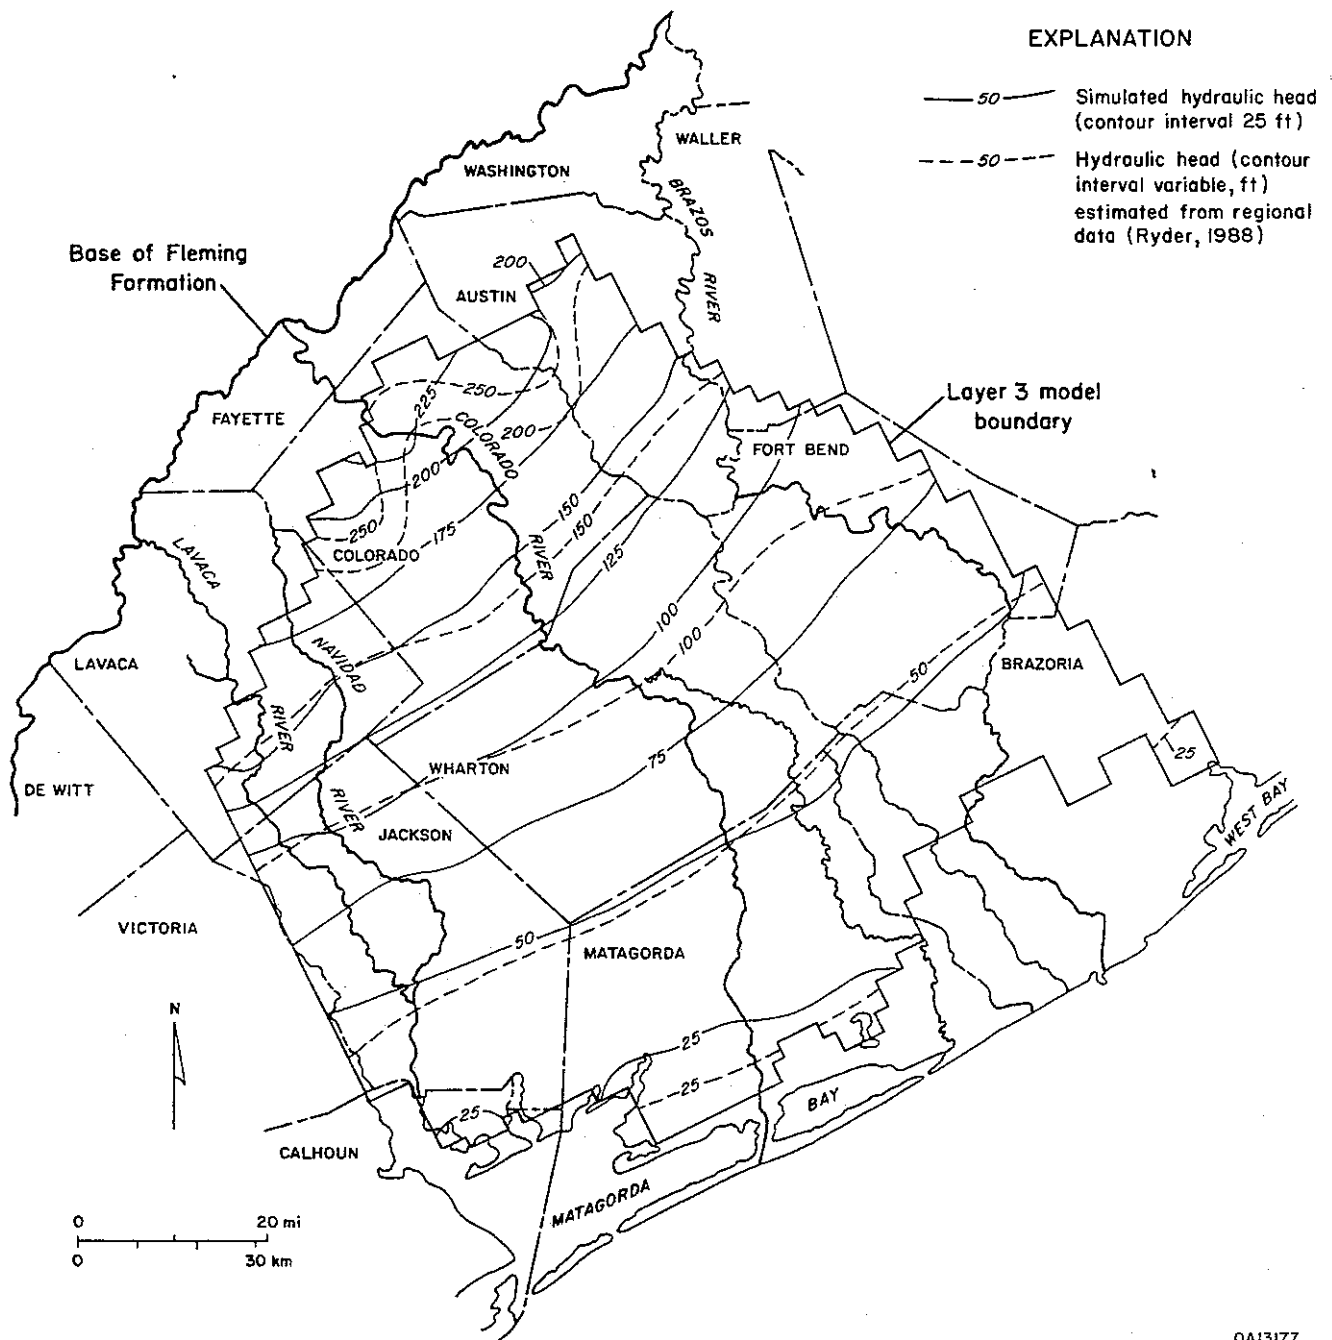 EXPLANATION
50 Simulated hydraulic head
(contour interval 25 ft)
50 Hydraulic head (contour
interval variable, ft)
estimated from regional
data (Ryder, 1988)
WALLER
WASHINGTON
BRAZOS
RIVER
Base of Fleming
Formation
200
AUSTIN
250
225
Layer 3 model
boundary
FAYETTE
COLORADO
200
FORT BEND
200
150
250
175
150
RIVER
125
COLORADO
LAVACA
100
NAVIDAD
100
LAVACA
50
BRAZORIA
RIVER
75
25
WHARTON
DE WITT
RIVER
JACKSON
WEST BAY
VICTORIA
50
MATAGORDA
N
25
25
25
BAY
CALHOUN
MATAGORDA
0 20 mi
0 30 km
QA13177